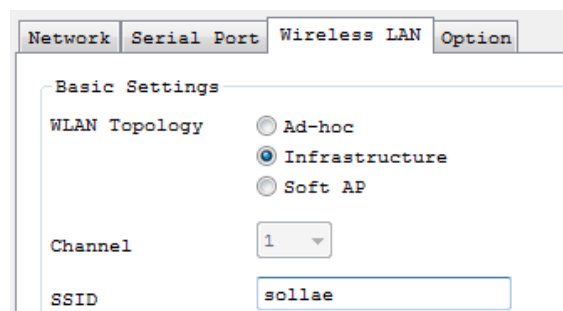 Network Serial Port Wireless LAN Option
Basic Settings
WLAN Topology Ad-hoc
Infrastructure
Soft AP
Channel 1
SSID sollae